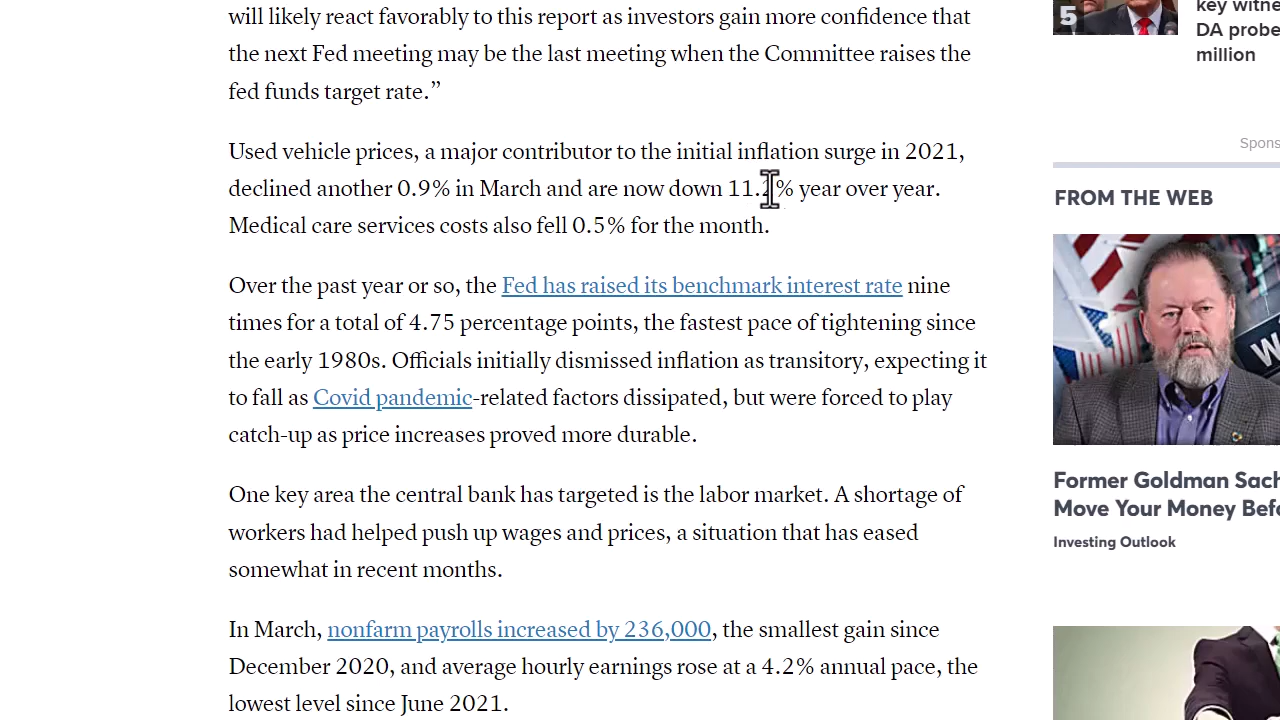 will likely react favorably to this report as investors gain more confidence that
the next Fed meeting may be the last meeting when the Committee raises the
fed funds target rate.”
Used vehicle prices, a major contributor to the initial inflation surge in 2021,
declined another 0.9% in March and are now down 11.2% year over year.
Medical care services costs also fell 0.5% for the month.
Over the past year or so, the Fed has raised its benchmark interest rate nine
times for a total of 4.75 percentage points, the fastest pace of tightening since
the early 1980s. Officials initially dismissed inflation as transitory, expecting it
to fall as Covid pandemic-related factors dissipated, but were forced to play
catch-up as price increases proved more durable.
One key area the central bank has targeted is the labor market. A shortage of
workers had helped push up wages and prices, a situation that has eased
somewhat in recent months.
In March, nonfarm payrolls increased by 236,000, the smallest gain since
December 2020, and average hourly earnings rose at a 4.2% annual pace, the
lowest level since June 2021.
5
key witne
DA probe
million
Spons
FROM THE WEB
W
Former Goldman Sach
Move Your Money Befo
Investing Outlook